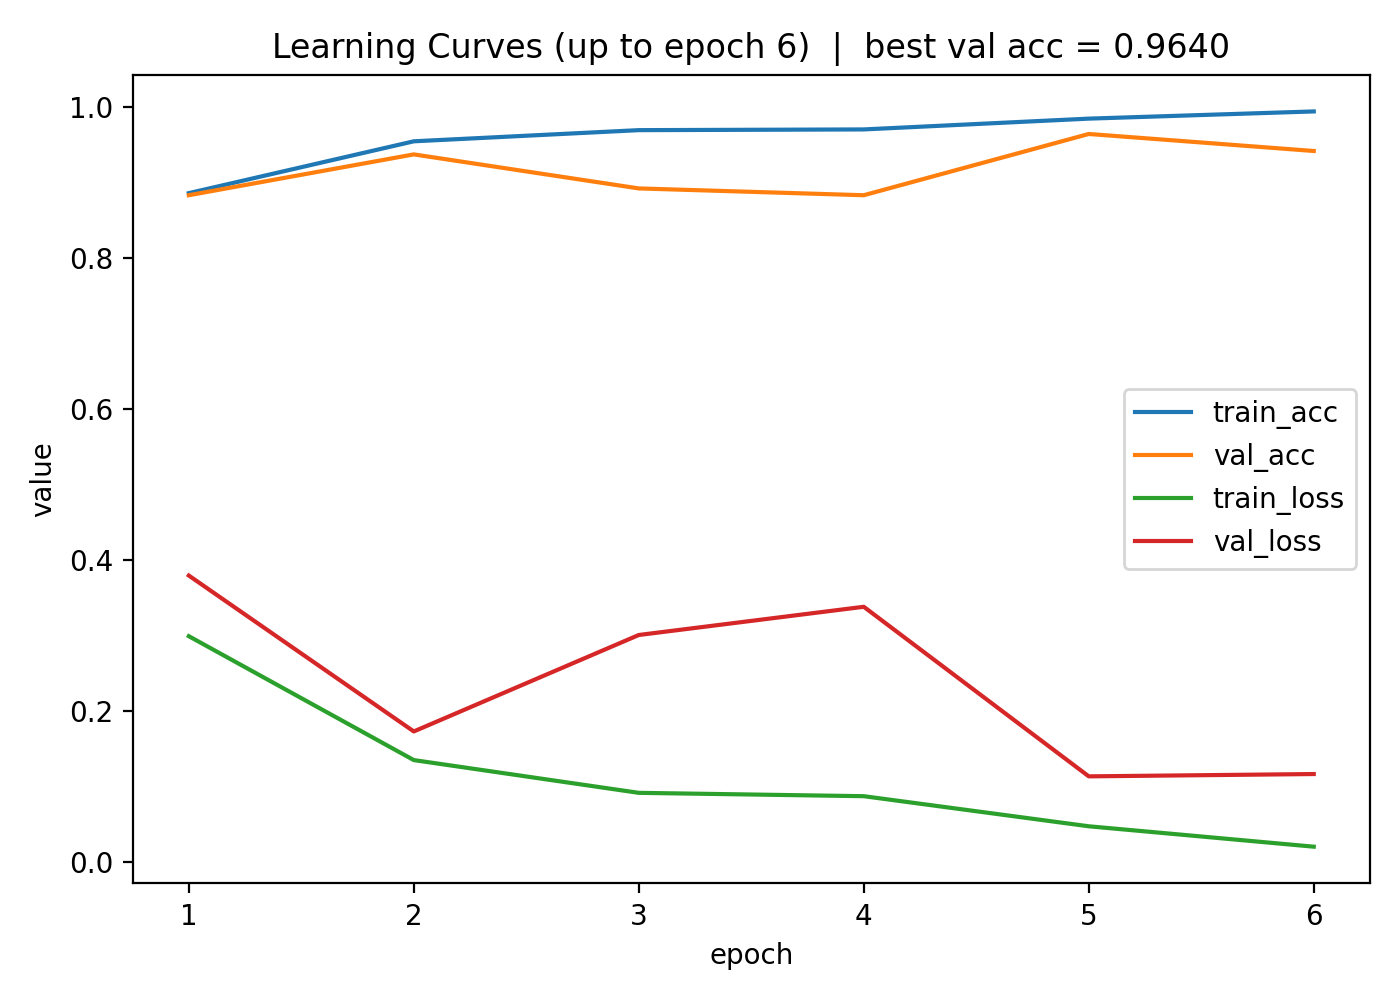 Learning Curves (up to epoch 6)  |  best val acc = 0.9640
1.0
0.8
0.6
0.4
0.2
0.0
value
train_acc
val_acc
train_loss
val_loss
1 2 3 4 5 6
epoch